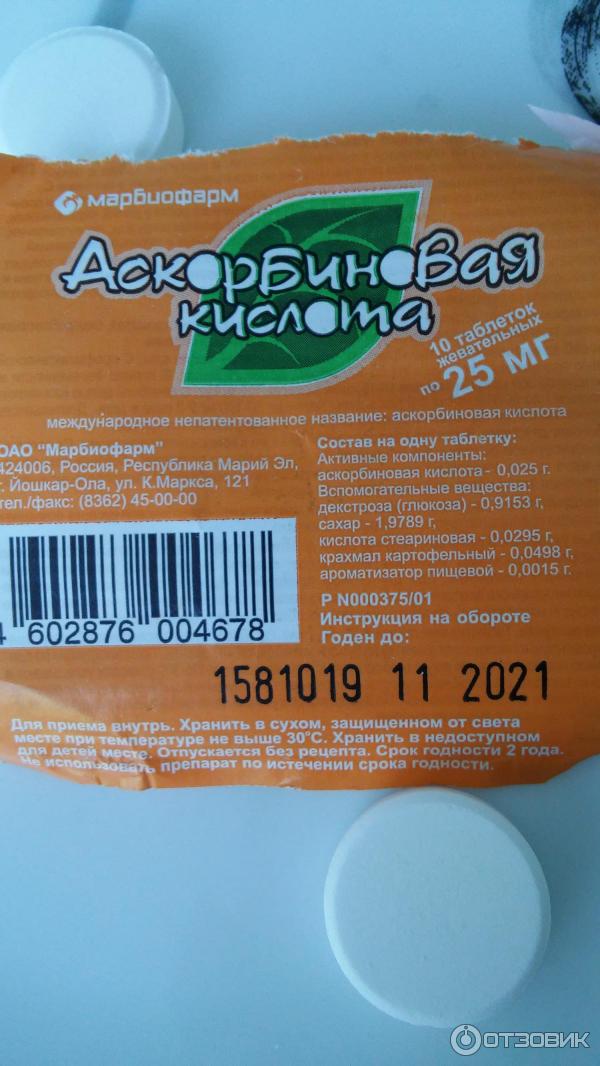 марбиофарм
Аскорбиновая
кислота
10 таблеток
жевательных
по 25 мг
международное непатентованное название: аскорбиновая кислота
ОАО "Марбиофарм"
424006, Россия, Республика Марий Эл,
г. Йошкар-Ола, ул. К.Маркса, 121
тел./факс: (8362) 45-00-00
4 602876 004678
Состав на одну таблетку:
Активные компоненты:
аскорбиновая кислота - 0,025 г.
Вспомогательные вещества:
декстроза (глюкоза) - 0,9153 г,
сахар - 1,9789 г,
кислота стеариновая - 0,0295 г,
крахмал картофельный - 0,0498 г,
ароматизатор пищевой - 0,0015 г.
Р N000375/01
Инструкция на обороте
Годен до:
1581019 11 2021
Для приема внутрь. Хранить в сухом, защищенном от света
месте при температуре не выше 30°С. Хранить в недоступном
для детей месте. Отпускается без рецепта. Срок годности 2 года.
Не использовать препарат по истечении срока годности.
ОТЗОВИК